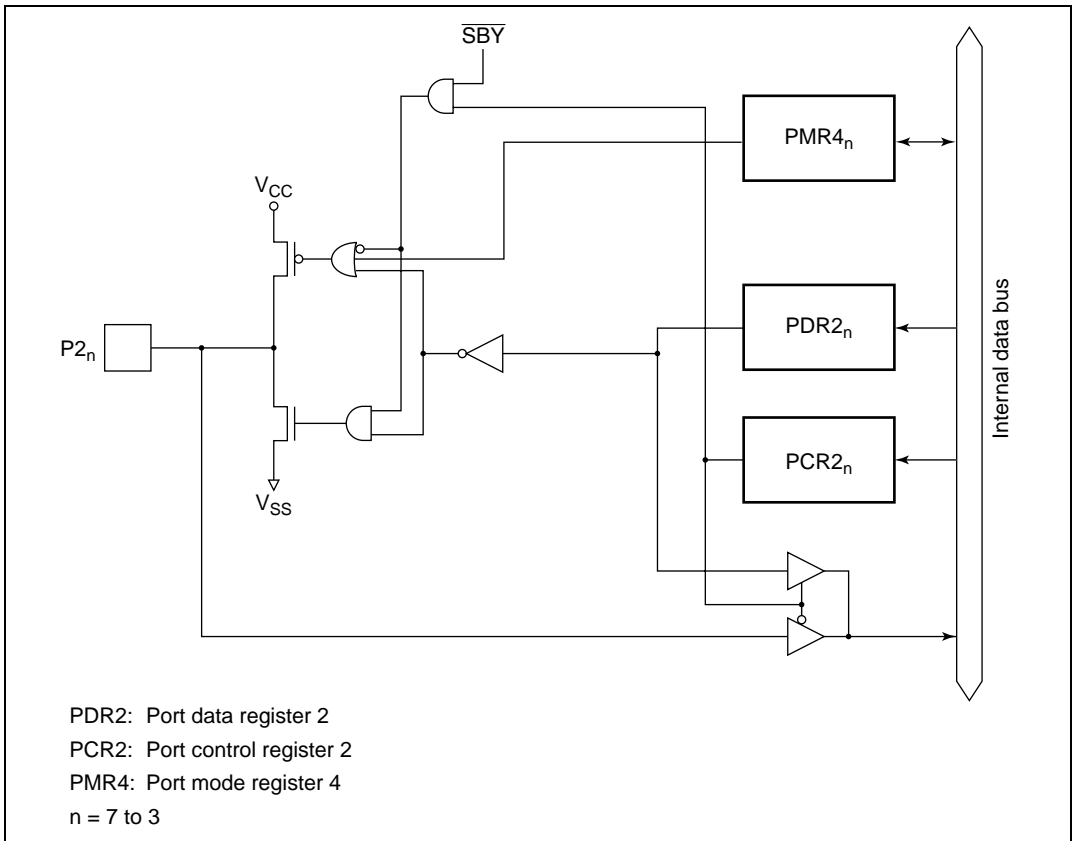 SBY
PMR4n
VCC
PDR2n
Internal data bus
P2n
PCR2n
VSS
PDR2: Port data register 2
PCR2: Port control register 2
PMR4: Port mode register 4
n = 7 to 3